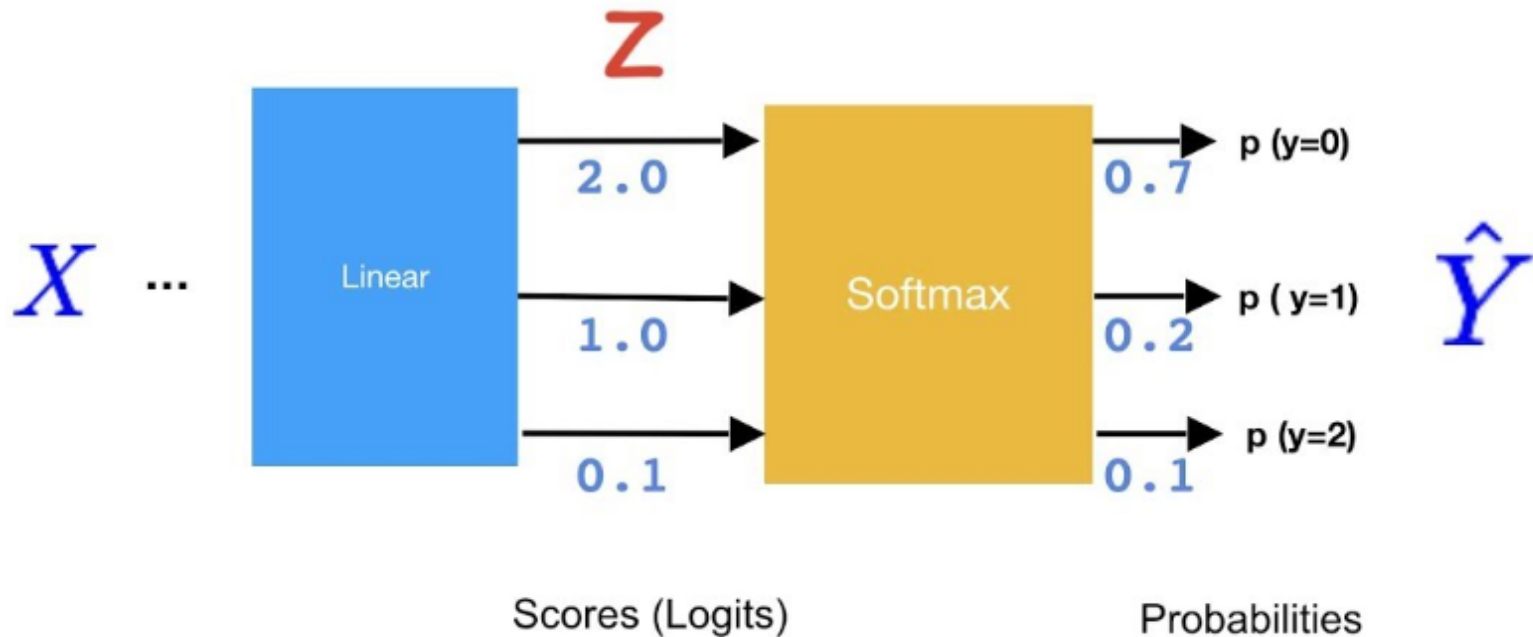 Z
2.0
0.7
p (y=0)
X
...
Linear
1.0
Softmax
0.2
p ( y=1)
Ŷ
0.1
0.1
p (y=2)
Scores (Logits)
Probabilities